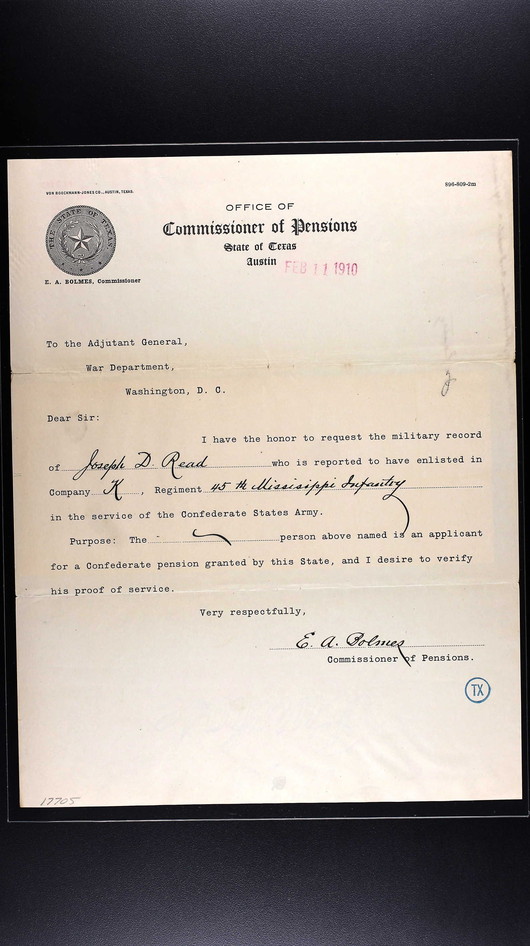 VON BOECKMANN-JONES CO., AUSTIN, TEXAS.
996-809-2m
THE STATE OF TEXAS
OFFICE OF
Commissioner of Pensions
State of Texas
Austin
FEB 11 1910
E. A. BOLMES, Commissioner
To the Adjutant General,
War Department,
Washington, D. C.
Dear Sir:
I have the honor to request the military record
of Joseph D. Read who is reported to have enlisted in
Company K, Regiment 45th Mississippi Infantry
in the service of the Confederate States Army.
Purpose: The person above named is an applicant
for a Confederate pension granted by this State, and I desire to verify
his proof of service.
Very respectfully,
E. A. Bolmes
Commissioner of Pensions.
TX
17705